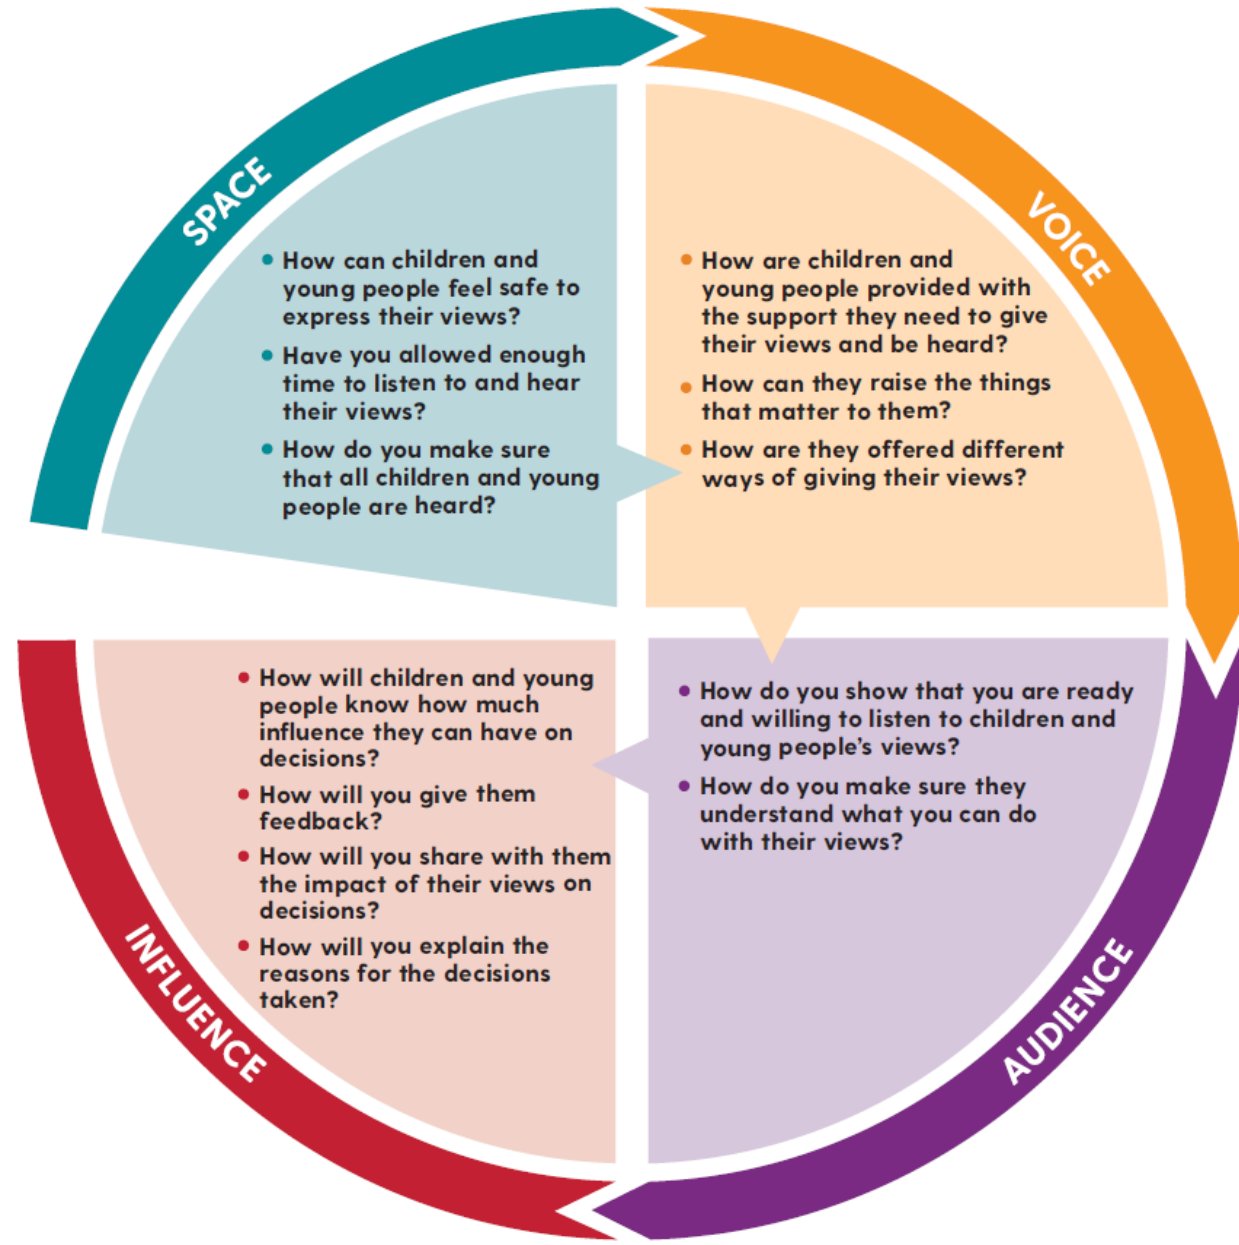 SPACE
• How can children and
young people feel safe to
express their views?
• Have you allowed enough
time to listen to and hear
their views?
• How do you make sure
that all children and young
people are heard?
VOICE
• How are children and
young people provided with
the support they need to give
their views and be heard?
• How can they raise the things
that matter to them?
• How are they offered different
ways of giving their views?
AUDIENCE
• How do you show that you are ready
and willing to listen to children and
young people’s views?
• How do you make sure they
understand what you can do
with their views?
INFLUENCE
• How will children and young
people know how much
influence they can have on
decisions?
• How will you give them
feedback?
• How will you share with them
the impact of their views on
decisions?
• How will you explain the
reasons for the decisions
taken?